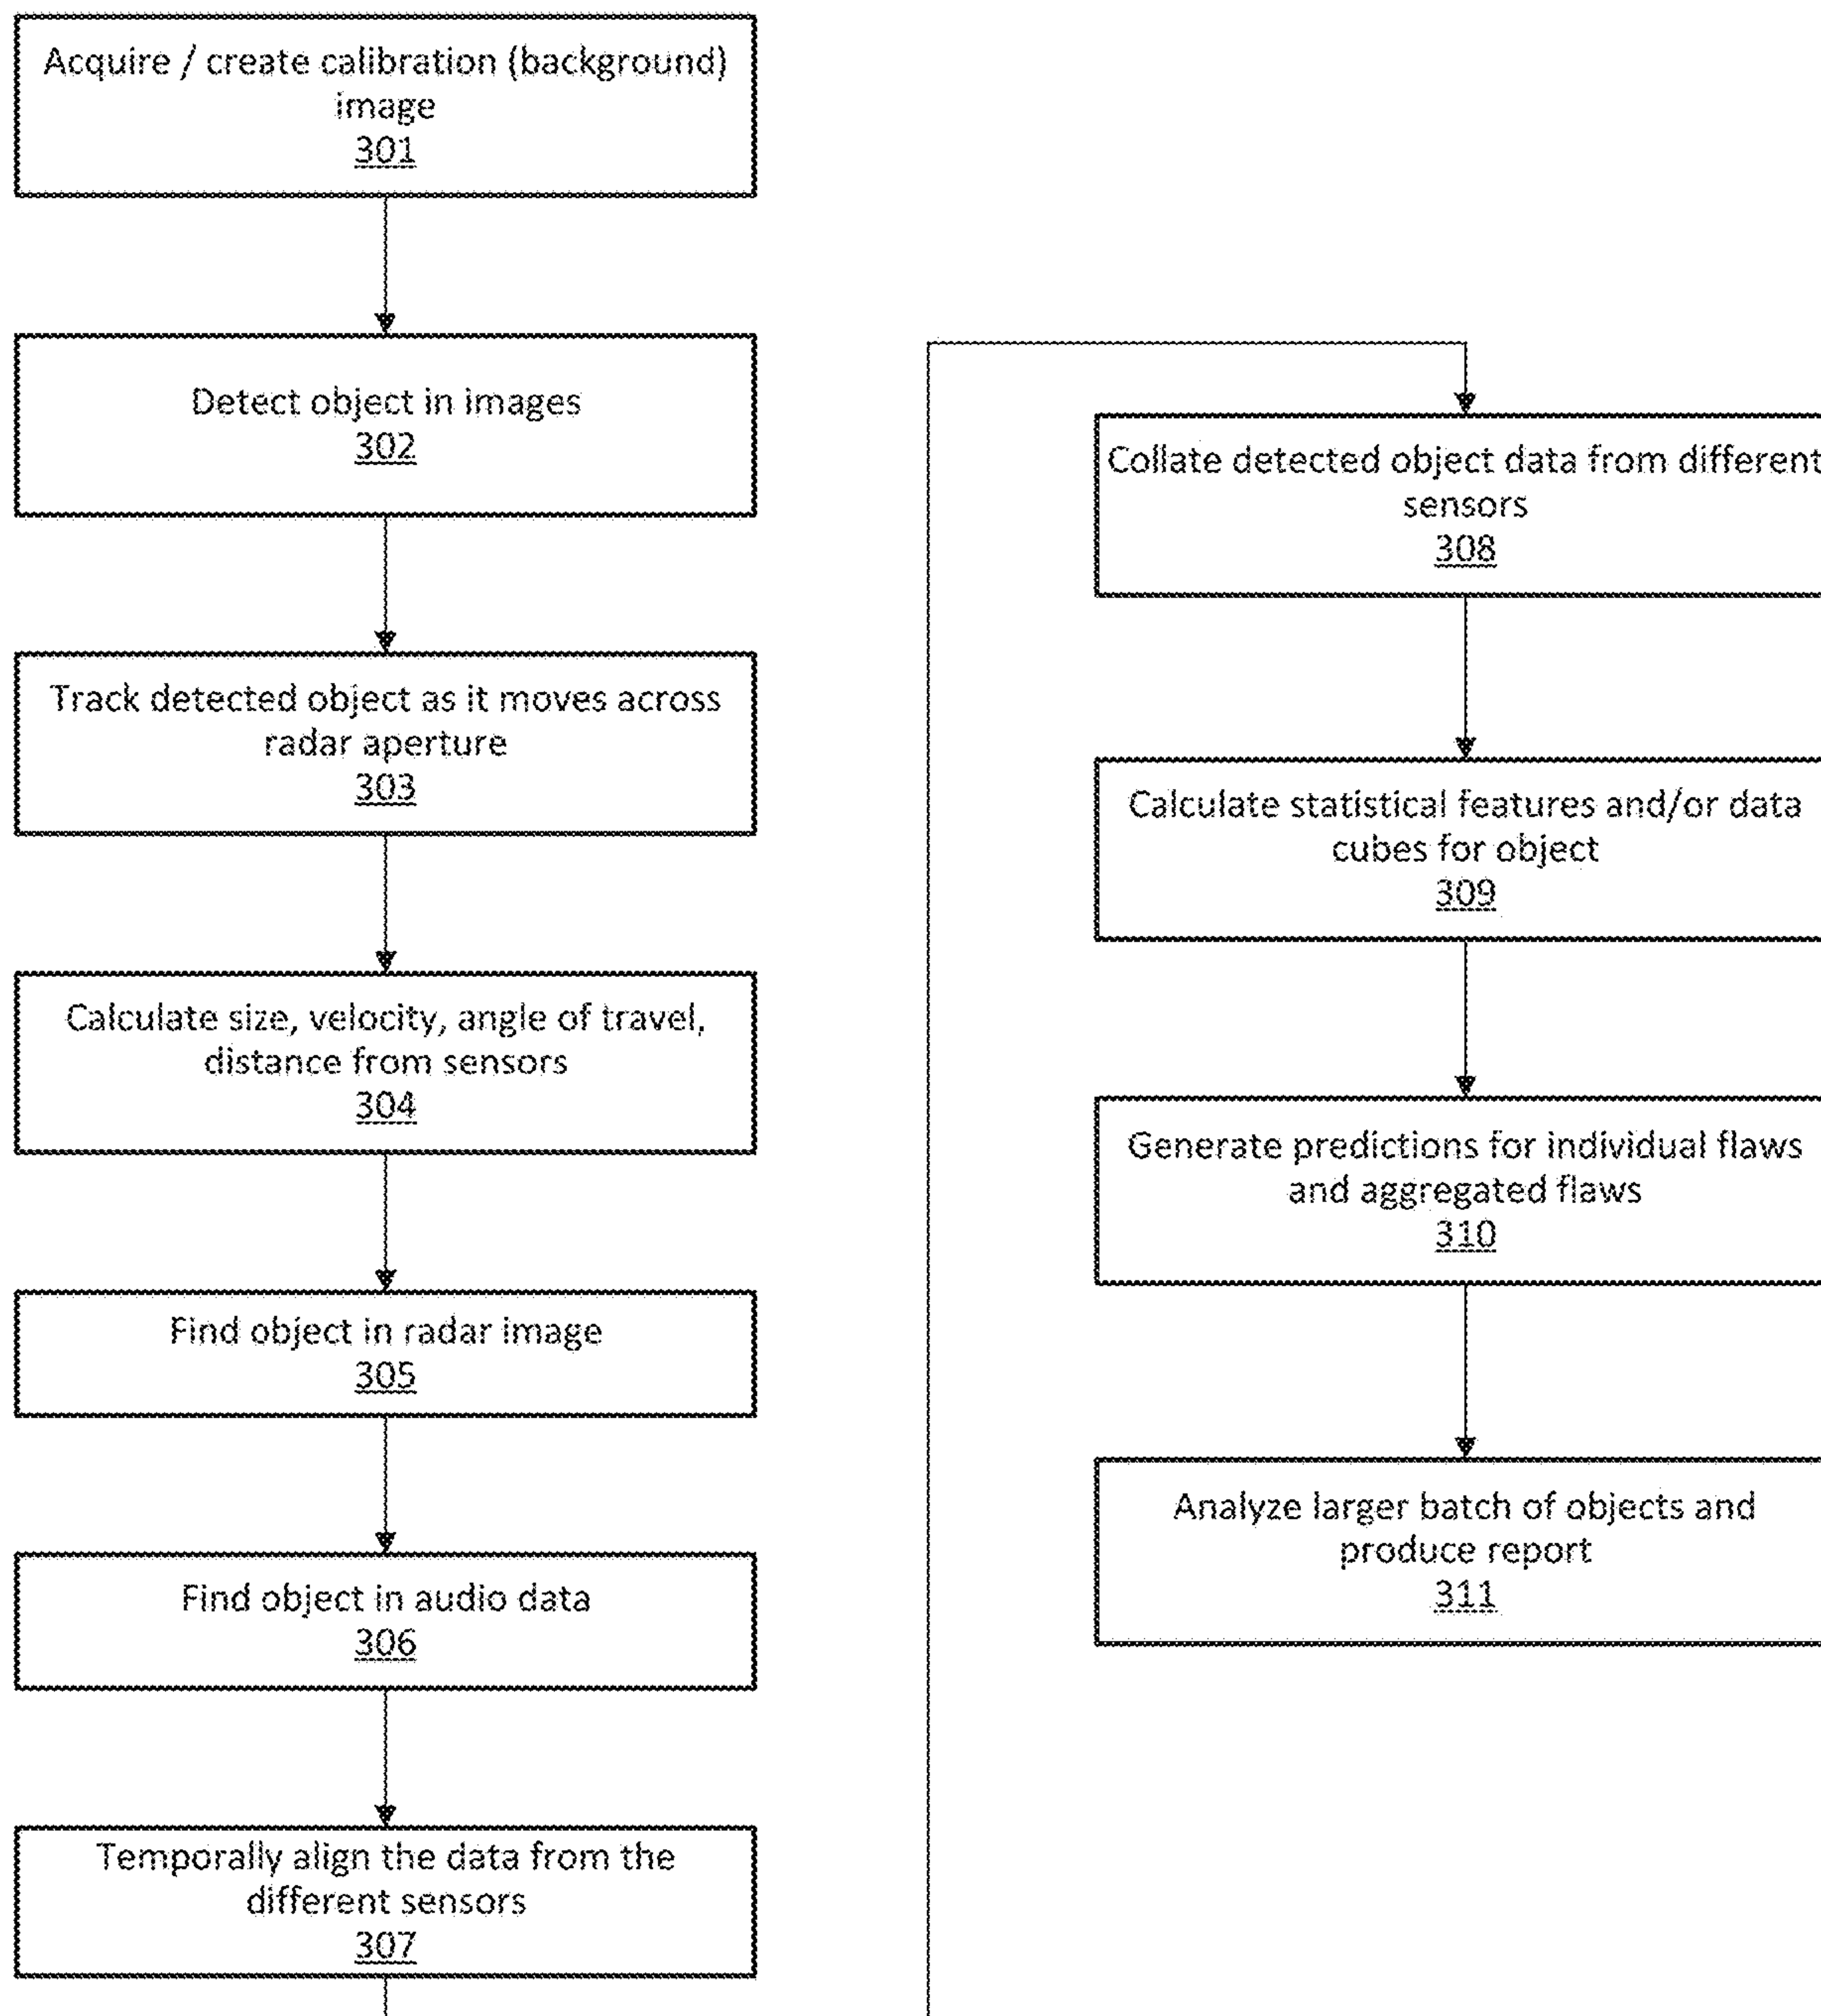 Acquire / create calibration (background)
image
301
Detect object in images
302
Track detected object as it moves across
radar aperture
303
Calculate size, velocity, angle of travel,
distance from sensors
304
Find object in radar image
305
Find object in audio data
306
Temporally align the data from the
different sensors
307
Collate detected object data from different
sensors
308
Calculate statistical features and/or data
cubes for object
309
Generate predictions for individual flaws
and aggregated flaws
310
Analyze larger batch of objects and
produce report
311